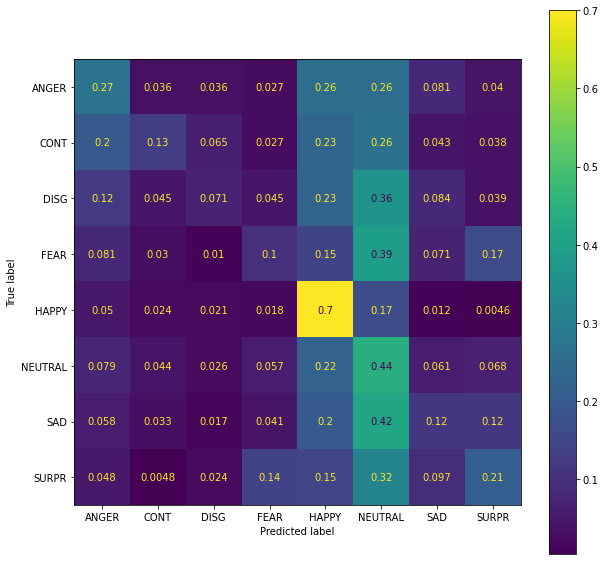 0.7
ANGER 0.27 0.036 0.036 0.027 0.26 0.26 0.081 0.04
0.6
CONT 0.2 0.13 0.065 0.027 0.23 0.26 0.043 0.038
0.5
DISG 0.12 0.045 0.071 0.045 0.23 0.36 0.084 0.039
0.4
FEAR 0.081 0.03 0.01 0.1 0.15 0.39 0.071 0.17
True label
HAPPY 0.05 0.024 0.021 0.018 0.7 0.17 0.012 0.0046
0.3
NEUTRAL 0.079 0.044 0.026 0.057 0.22 0.44 0.061 0.068
0.2
SAD 0.058 0.033 0.017 0.041 0.2 0.42 0.12 0.12
SURPR 0.048 0.0048 0.024 0.14 0.15 0.32 0.097 0.21
0.1
ANGER CONT DISG FEAR HAPPY NEUTRAL SAD SURPR
Predicted label